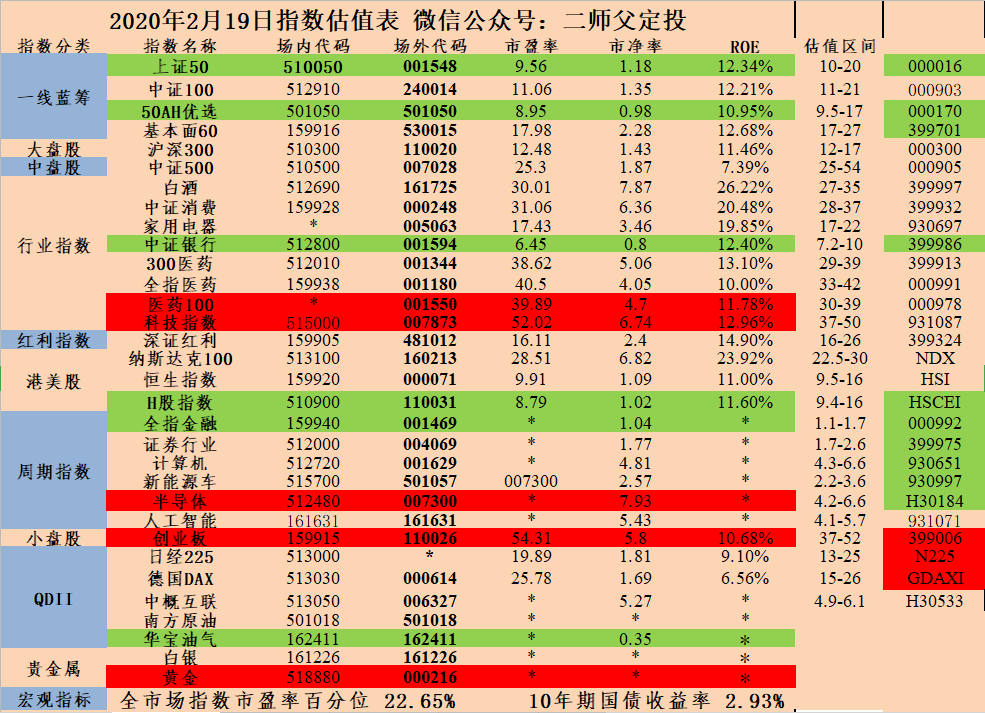 2020年2月19日指数估值表 微信公众号：二师父定投
指数分类 指数名称 场内代码 场外代码 市盈率 市净率 ROE 估值区间
一线蓝筹 上证50 510050 001548 9.56 1.18 12.34% 10-20 000016
中证100 512910 240014 11.06 1.35 12.21% 11-21 000903
50AH优选 501050 501050 8.95 0.98 10.95% 9.5-17 000170
基本面60 159916 530015 17.98 2.28 12.68% 17-27 399701
大盘股 沪深300 510300 110020 12.48 1.43 11.46% 12-17 000300
中盘股 中证500 510500 007028 25.3 1.87 7.39% 25-54 000905
行业指数 白酒 512690 161725 30.01 7.87 26.22% 27-35 399997
中证消费 159928 000248 31.06 6.36 20.48% 28-37 399932
家用电器 * 005063 17.43 3.46 19.85% 17-22 930697
中证银行 512800 001594 6.45 0.8 12.40% 7.2-10 399986
300医药 512010 001344 38.62 5.06 13.10% 29-39 399913
全指医药 159938 001180 40.5 4.05 10.00% 33-42 000991
医药100 * 001550 39.89 4.7 11.78% 30-39 000978
科技指数 515000 007873 52.02 6.74 12.96% 37-50 931087
红利指数 深证红利 159905 481012 16.11 2.4 14.90% 16-26 399324
港美股 纳斯达克100 513100 160213 28.51 6.82 23.92% 22.5-30 NDX
恒生指数 159920 000071 9.91 1.09 11.00% 9.5-16 HSI
H股指数 510900 110031 8.79 1.02 11.60% 9.4-16 HSCEI
周期指数 全指金融 159940 001469 * 1.04 * 1.1-1.7 000992
证券行业 512000 004069 * 1.77 * 1.7-2.6 399975
计算机 512720 001629 * 4.81 * 4.3-6.6 930651
新能源车 515700 501057 007300 2.57 * 2.2-3.6 930997
半导体 512480 007300 * 7.93 * 4.2-6.6 H30184
人工智能 161631 161631 * 5.43 * 4.1-5.7 931071
小盘股 创业板 159915 110026 54.31 5.8 10.68% 37-52 399006
QDII 日经225 513000 * 19.89 1.81 9.10% 13-25 N225
德国DAX 513030 000614 25.78 1.69 6.56% 15-26 GDAXI
中概互联 513050 006327 * 5.27 * 4.9-6.1 H30533
南方原油 501018 501018 * * *
华宝油气 162411 162411 * 0.35 *
貴金属 白银 161226 161226 * * *
黄金 518880 000216 * * *
宏观指标 全市场指数市盈率百分位 22.65% 10年期国债收益率 2.93%